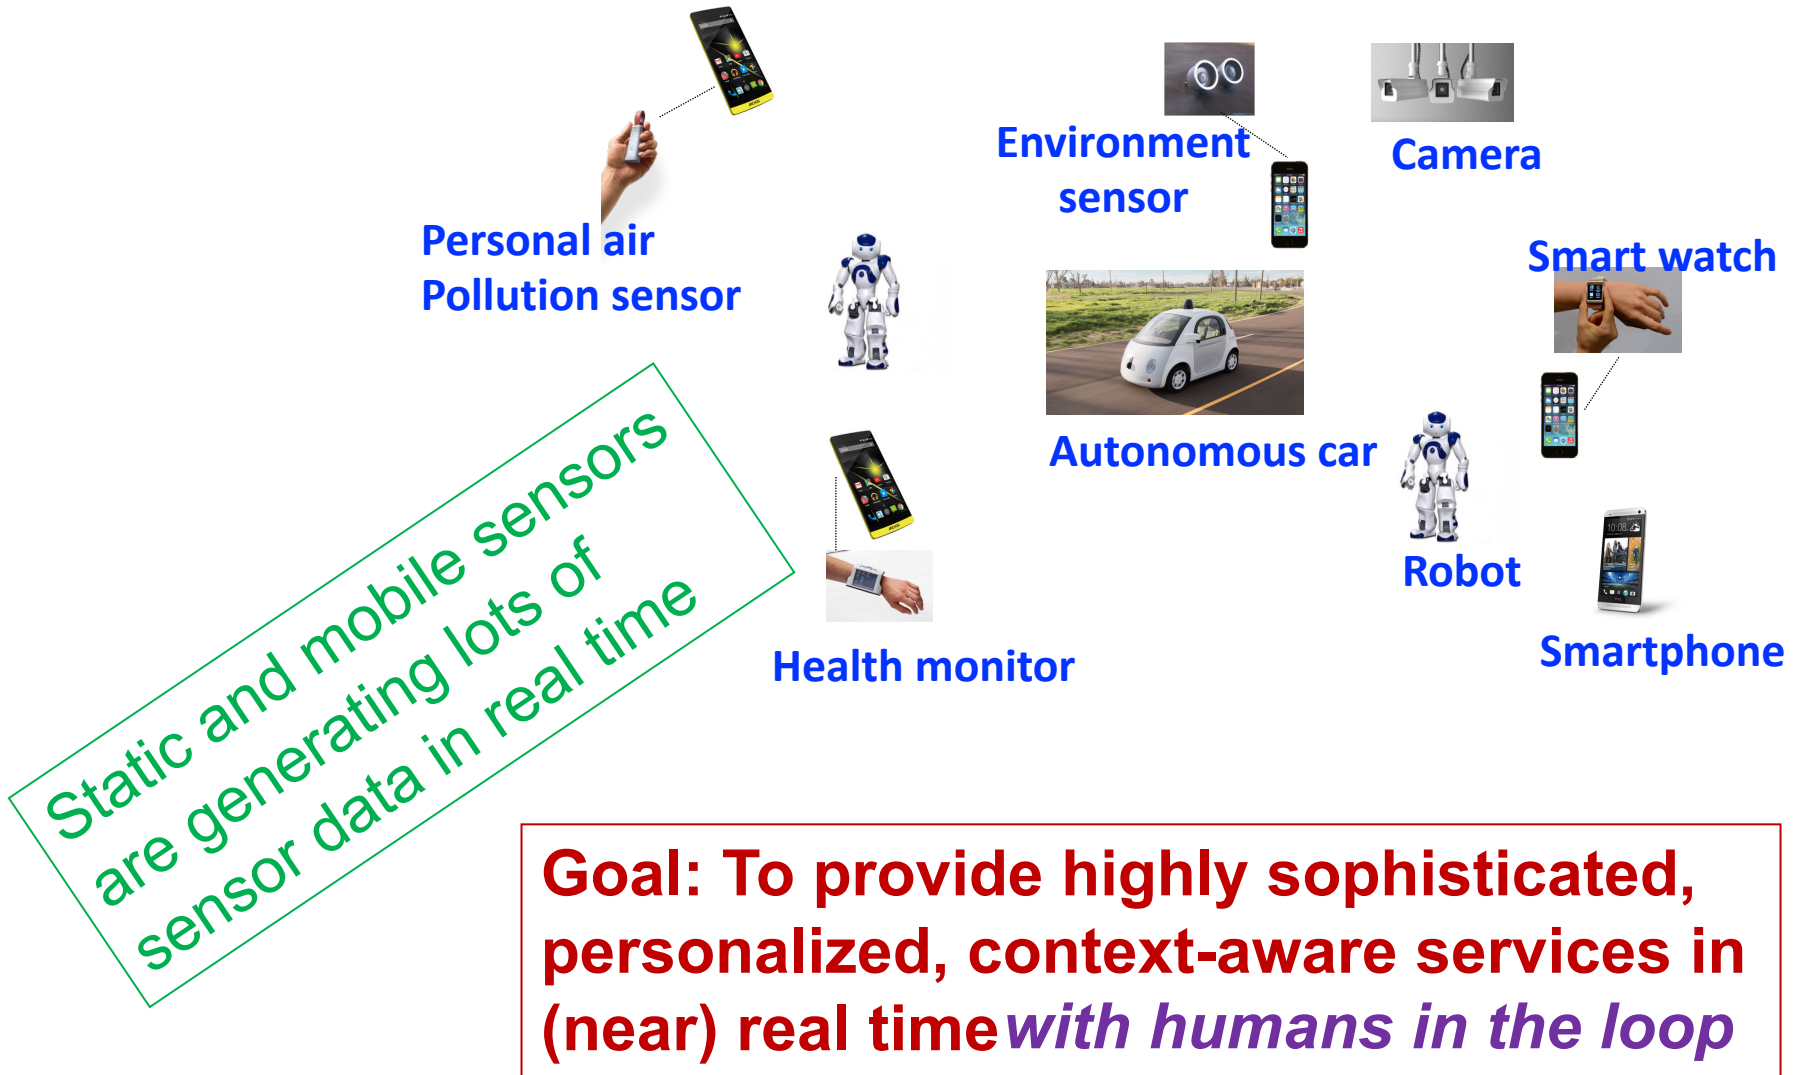 Environment
sensor
Camera
Personal air
Pollution sensor
Smart watch
Autonomous car
Robot
Health monitor
Smartphone
Static and mobile sensors
are generating lots of
sensor data in real time
Goal: To provide highly sophisticated,
personalized, context-aware services in
(near) real time with humans in the loop
10:08